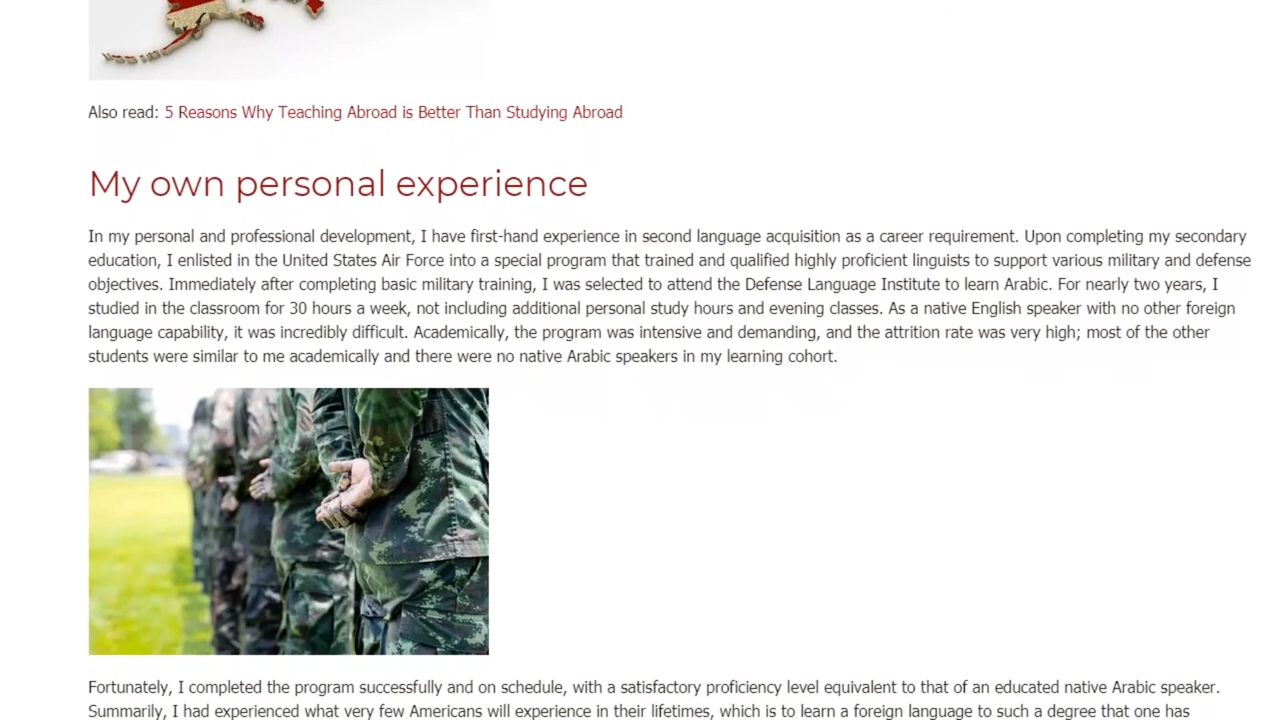 Also read: 5 Reasons Why Teaching Abroad is Better Than Studying Abroad
My own personal experience
In my personal and professional development, I have first-hand experience in second language acquisition as a career requirement. Upon completing my secondary
education, I enlisted in the United States Air Force into a special program that trained and qualified highly proficient linguists to support various military and defense
objectives. Immediately after completing basic military training, I was selected to attend the Defense Language Institute to learn Arabic. For nearly two years, I
studied in the classroom for 30 hours a week, not including additional personal study hours and evening classes. As a native English speaker with no other foreign
language capability, it was incredibly difficult. Academically, the program was intensive and demanding, and the attrition rate was very high; most of the other
students were similar to me academically and there were no native Arabic speakers in my learning cohort.
Fortunately, I completed the program successfully and on schedule, with a satisfactory proficiency level equivalent to that of an educated native Arabic speaker.
Summarily, I had experienced what very few Americans will experience in their lifetimes, which is to learn a foreign language to such a degree that one has